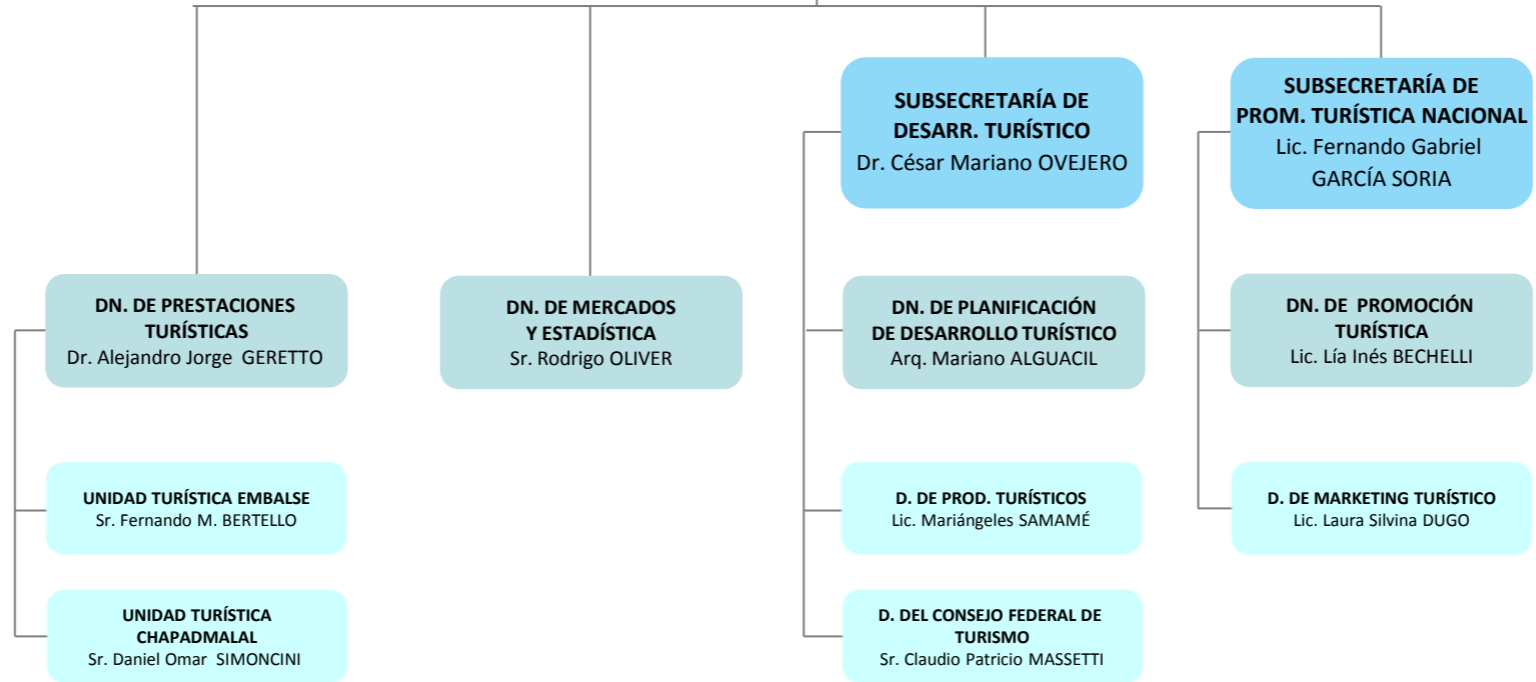 SUBSECRETARÍA DE
DESARR. TURÍSTICO
Dr. César Mariano OVEJERO
SUBSECRETARÍA DE
PROM. TURÍSTICA NACIONAL
Lic. Fernando Gabriel
GARCÍA SORIA
DN. DE PRESTACIONES
TURÍSTICAS
Dr. Alejandro Jorge GERETTO
DN. DE MERCADOS
Y ESTADÍSTICA
Sr. Rodrigo OLIVER
DN. DE PLANIFICACIÓN
DE DESARROLLO TURÍSTICO
Arq. Mariano ALGUACIL
DN. DE PROMOCIÓN
TURÍSTICA
Lic. Lía Inés BECHELLI
UNIDAD TURÍSTICA EMBALSE
Sr. Fernando M. BERTELLO
D. DE PROD. TURÍSTICOS
Lic. Mariángeles SAMAMÉ
D. DE MARKETING TURÍSTICO
Lic. Laura Silvina DUGO
UNIDAD TURÍSTICA
CHAPADMALAL
Sr. Daniel Omar SIMONCINI
D. DEL CONSEJO FEDERAL DE
TURISMO
Sr. Claudio Patricio MASSETTI